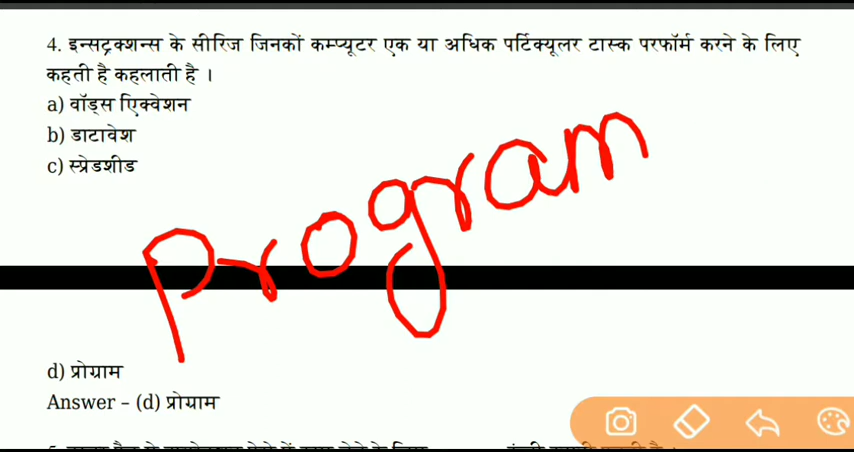 4. इन्सट्रक्शन्स के सीरिज जिनकों कम्प्यूटर एक या अधिक पर्टिक्यूलर टास्क परफॉर्म करने के लिए
कहती है कहलाती है ।
a) वॉड्स एिक्वेशन
b) डाटावेश
c) स्प्रेडशीड
Program
d) प्रोग्राम
Answer – (d) प्रोग्राम